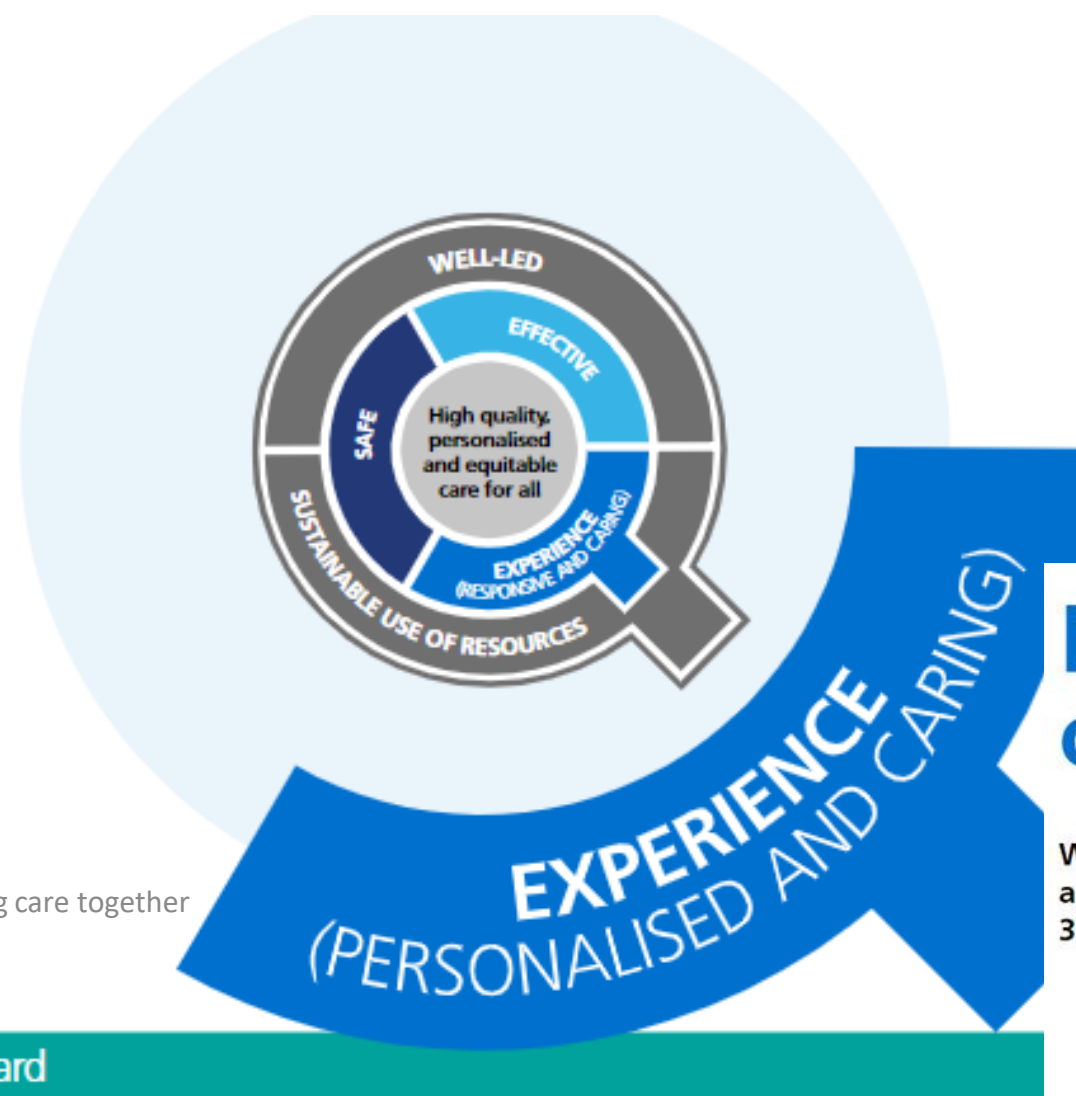 WELL-LED
EFFECTIVE
SAFE
High quality,
personalised
and equitable
care for all
EXPERIENCE
(RESPONSIVE AND CARING)
SUSTAINABLE USE OF RESOURCES
EXPERIENCE
(PERSONALISED AND CARING)
care together
3